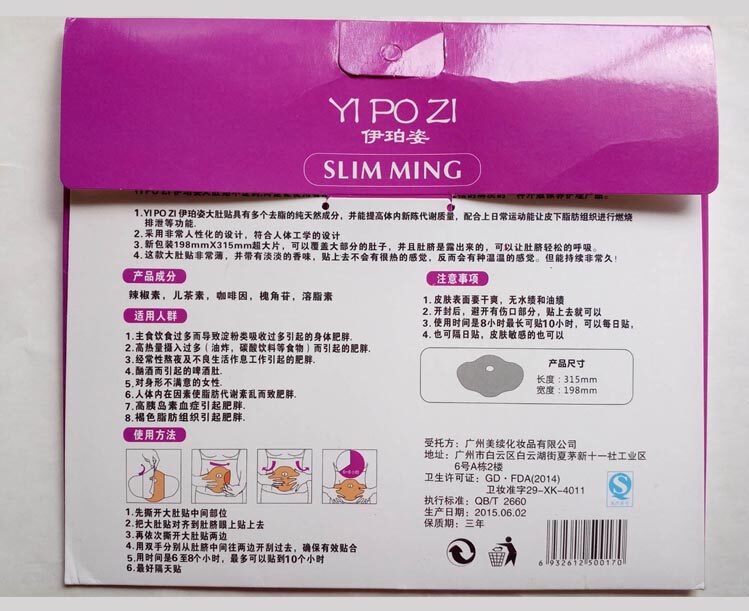 YI PO ZI
伊珀姿
SLIM MING
1.YI PO ZI 伊珀姿大肚贴具有多个去脂的纯天然成分，并能提高体内新陈代谢质量，配合上日常运动能让皮下脂肪组织进行燃烧
排泄等功能.
2.采用非常人性化的设计，符合人体工学的设计
3.新包装198mmX315mm超大片，可以覆盖大部分的肚子，并且肚脐是露出来的，可以让肚脐轻松的呼吸。
4.这款大肚贴非常薄，并带有淡淡的香味，贴上去不会有很热的感觉，反而会有种温温的感觉。但能持续非常久！
产品成分
辣椒素，儿茶素，咖啡因，槐角苷，溶脂素
适用人群
1.主食饮食过多而导致淀粉类吸收过多引起的身体肥胖.
2.高热量摄入过多（油炸，碳酸饮料等食物）而引起的肥胖.
3.经常性熬夜及不良生活作息工作引起的肥胖.
4.酗酒而引起的啤酒肚.
5.对身形不满意的女性.
6.人体内在因素使脂肪代谢紊乱而致肥胖.
7.高胰岛素血症引起肥胖.
8.褐色脂肪组织引起肥胖.
使用方法
6-8小时
1.先撕开大肚贴中间部位
2.把大肚贴对齐到肚脐眼上贴上去
3.再依次撕开大肚贴两边
4.用双手分别从肚脐中间往两边开刮过去，确保有效贴合
5.用时间是6至8个小时，最多可以贴到10个小时
6.最好隔天贴
注意事项
1.皮肤表面要干爽，无水绩和油绩
2.开封后，避开有伤口部分，贴上去就可以
3.使用时间是8小时最长可贴10小时，可以每日贴，
4.也可隔日贴，皮肤敏感的也可以
产品尺寸
长度：315mm
宽度：198mm
受托方：广州美续化妆品有限公司
地址：广州市白云区白云湖街夏茅新十一社工业区
6号A栋2楼
卫生许可证：GD·FDA(2014)
卫妆准字29-XK-4011
执行标准：QB/T 2660
生产日期：2015.06.02
保质期：三年
6 932612 500170